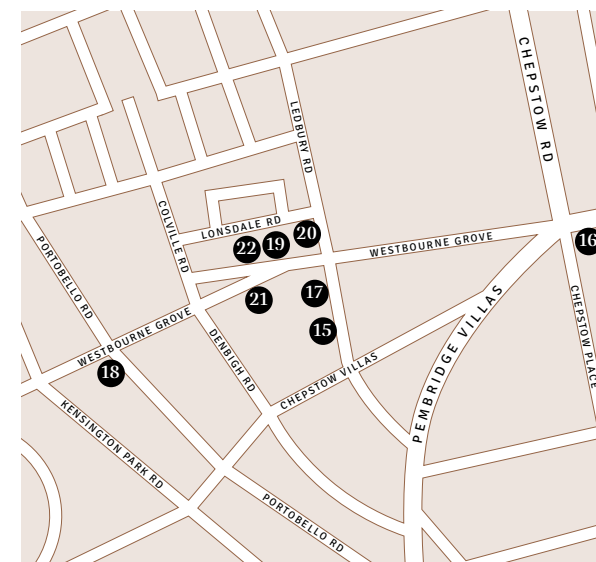 CHEPSTOW RD
LEDBURY RD
COLVILLE RD
LONSDALE RD
PORTOBELLO RD
20
22
19
WESTBOURNE GROVE
16
21
17
15
CHEPSTOW PLACE
WESTBOURNE GROVE
DENBIGH RD
18
CHEPSTOW VILLAS
PEMBRIDGE VILLAS
KENSINGTON PARK RD
PORTOBELLO RD